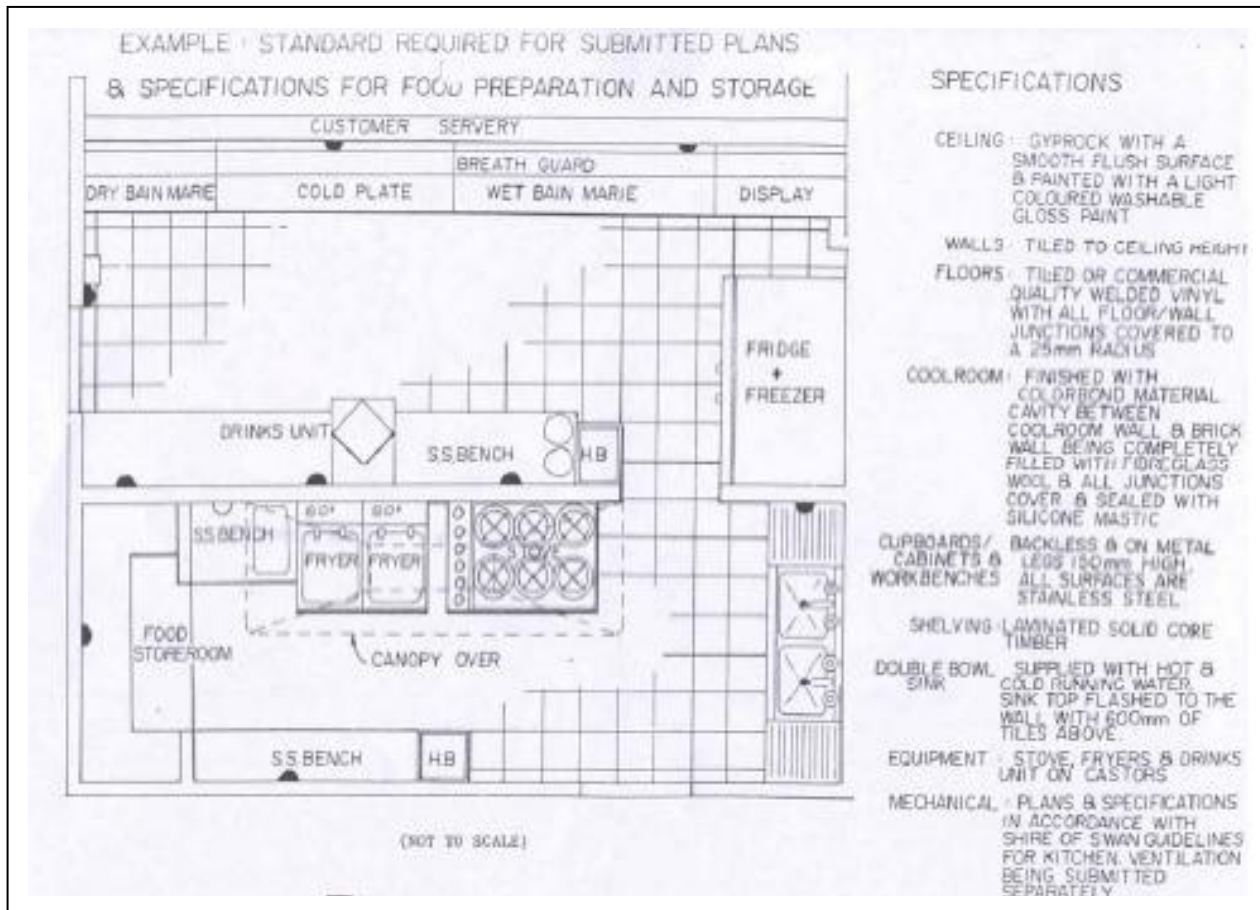 EXAMPLE : STANDARD REQUIRED FOR SUBMITTED PLANS
& SPECIFICATIONS FOR FOOD PREPARATION AND STORAGE
CUSTOMER SERVERY
BREATH GUARD
DRY BAIN MARIE
COLD PLATE
WET BAIN MARIE
DISPLAY
FRIDGE
+
FREEZER
DRINKS UNIT
S.S.BENCH
H.B
S.S.BENCH
FRYER
FRYER
STOVE
FOOD
STOREROOM
CANOPY OVER
S.S.BENCH
H.B
(NOT TO SCALE)
SPECIFICATIONS
CEILING : GYPROCK WITH A
SMOOTH FLUSH SURFACE
& PAINTED WITH A LIGHT
COLOURED WASHABLE
GLOSS PAINT
WALLS : TILED TO CEILING HEIGHT
FLOORS : TILED OR COMMERCIAL
QUALITY WELDED VINYL
WITH ALL FLOOR/WALL
JUNCTIONS COVERED TO
A 25mm RADIUS
COOLROOM : FINISHED WITH
COLORBOND MATERIAL.
CAVITY BETWEEN
COOLROOM WALL & BRICK
WALL BEING COMPLETELY
FILLED WITH FIBREGLASS
WOOL & ALL JUNCTIONS
COVER & SEALED WITH
SILICONE MASTIC
CUPBOARDS/ BACKLESS & ON METAL
CABINETS & LEGS 150mm HIGH.
WORKBENCHES ALL SURFACES ARE
STAINLESS STEEL
SHELVING : LAMINATED SOLID CORE
TIMBER
DOUBLE BOWL SUPPLIED WITH HOT &
SINK COLD RUNNING WATER.
SINK TOP FLASHED TO THE
WALL WITH 600mm OF
TILES ABOVE.
EQUIPMENT : STOVE, FRYERS & DRINKS
UNIT ON CASTORS
MECHANICAL : PLANS & SPECIFICATIONS
IN ACCORDANCE WITH
SHIRE OF SWAN GUIDELINES
FOR KITCHEN. VENTILATION
BEING SUBMITTED
SEPARATELY